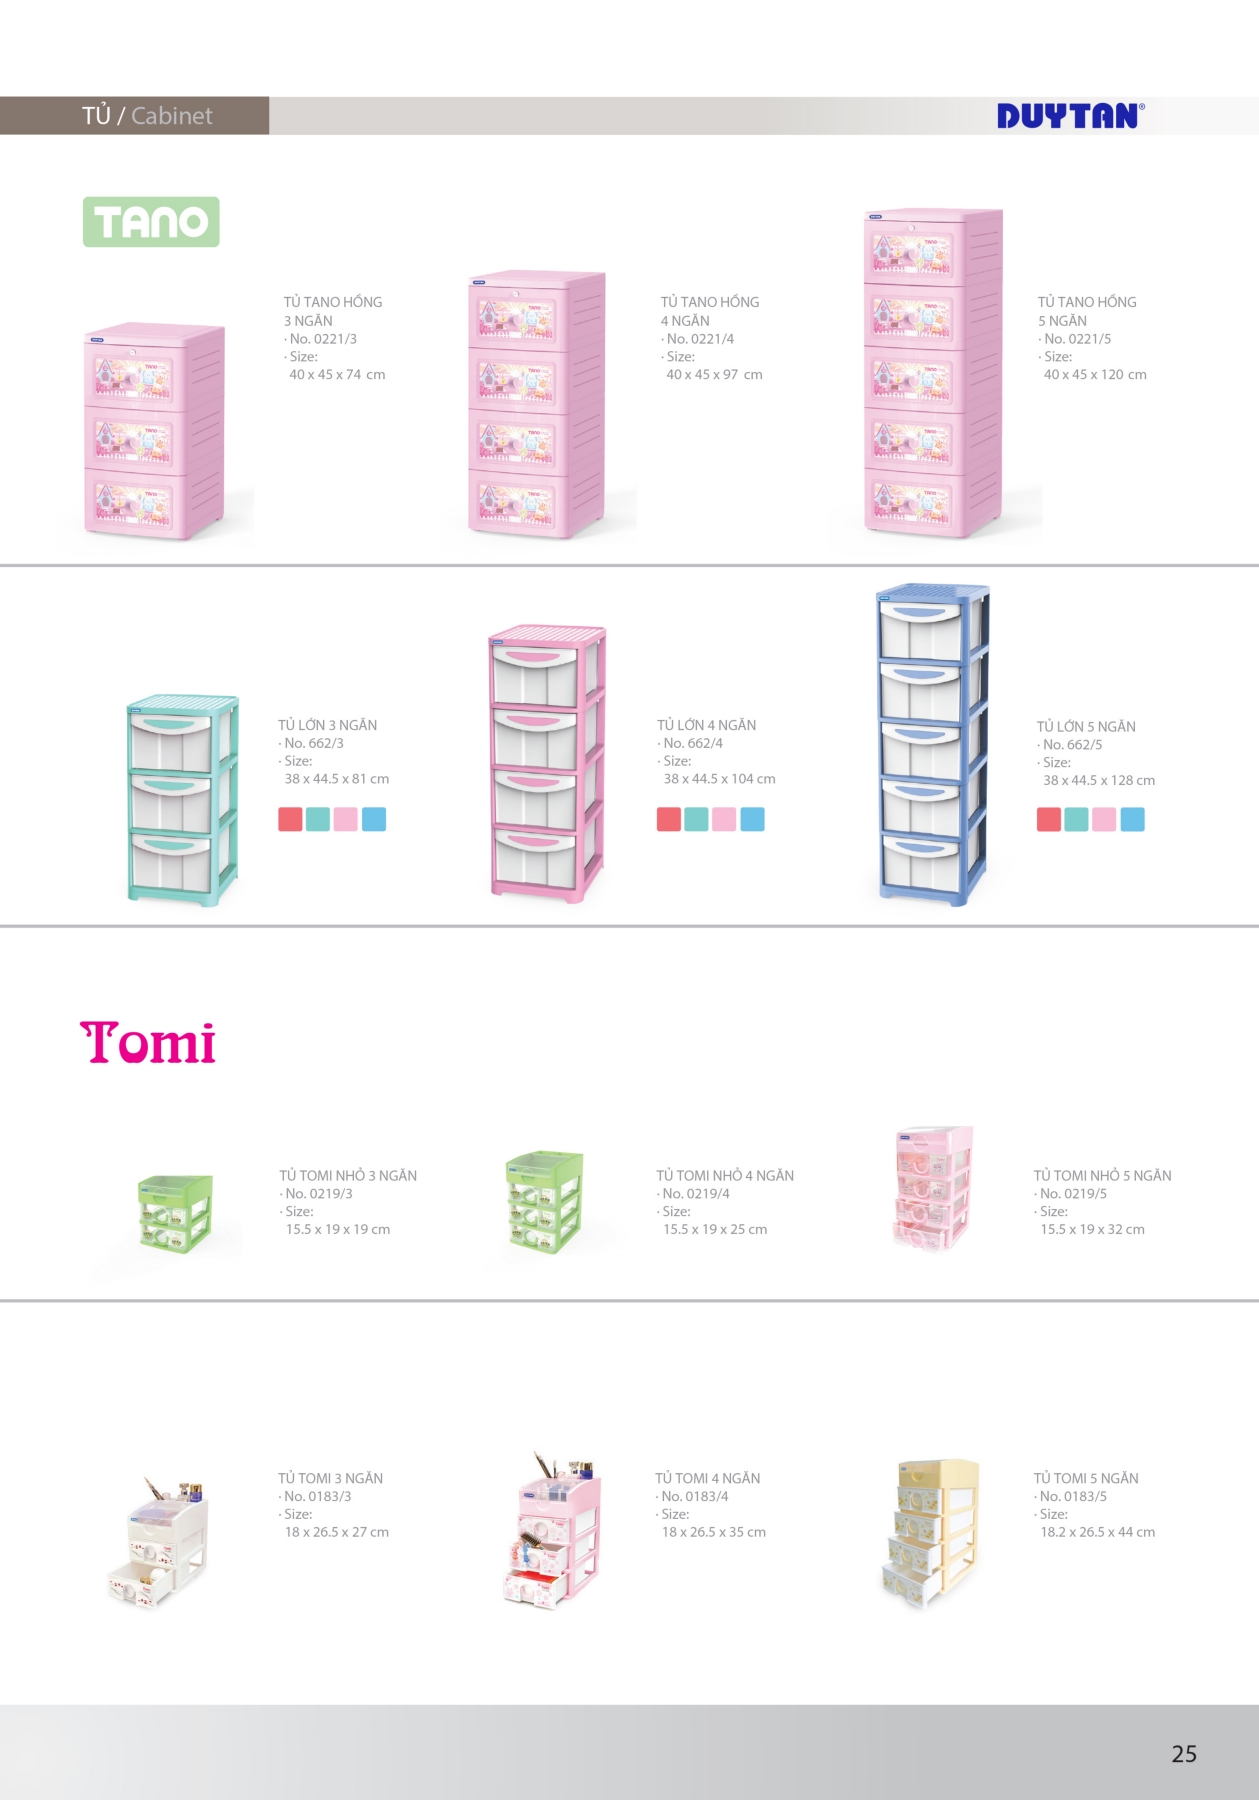 TỦ / Cabinet
DUYTAN®
TANO
TỦ TANO HỒNG
3 NGĂN
· No. 0221/3
· Size:
40 x 45 x 74 cm
TỦ TANO HỒNG
4 NGĂN
· No. 0221/4
· Size:
40 x 45 x 97 cm
TỦ TANO HỒNG
5 NGĂN
· No. 0221/5
· Size:
40 x 45 x 120 cm
TỦ LỚN 3 NGĂN
· No. 662/3
· Size:
38 x 44.5 x 81 cm
TỦ LỚN 4 NGĂN
· No. 662/4
· Size:
38 x 44.5 x 104 cm
TỦ LỚN 5 NGĂN
· No. 662/5
· Size:
38 x 44.5 x 128 cm
Tomi
TỦ TOMI NHỎ 3 NGĂN
· No. 0219/3
· Size:
15.5 x 19 x 19 cm
TỦ TOMI NHỎ 4 NGĂN
· No. 0219/4
· Size:
15.5 x 19 x 25 cm
TỦ TOMI NHỎ 5 NGĂN
· No. 0219/5
· Size:
15.5 x 19 x 32 cm
TỦ TOMI 3 NGĂN
· No. 0183/3
· Size:
18 x 26.5 x 27 cm
TỦ TOMI 4 NGĂN
· No. 0183/4
· Size:
18 x 26.5 x 35 cm
TỦ TOMI 5 NGĂN
· No. 0183/5
· Size:
18.2 x 26.5 x 44 cm
25